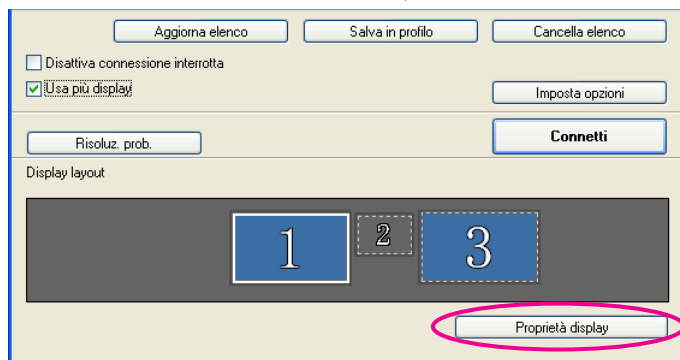 Aggiorna elenco Salva in profilo Cancella elenco
Disattiva connessione interrotta
Usa più display
Imposta opzioni
Risoluz. prob.
Connetti
Display layout
1 2 3
Proprietà display